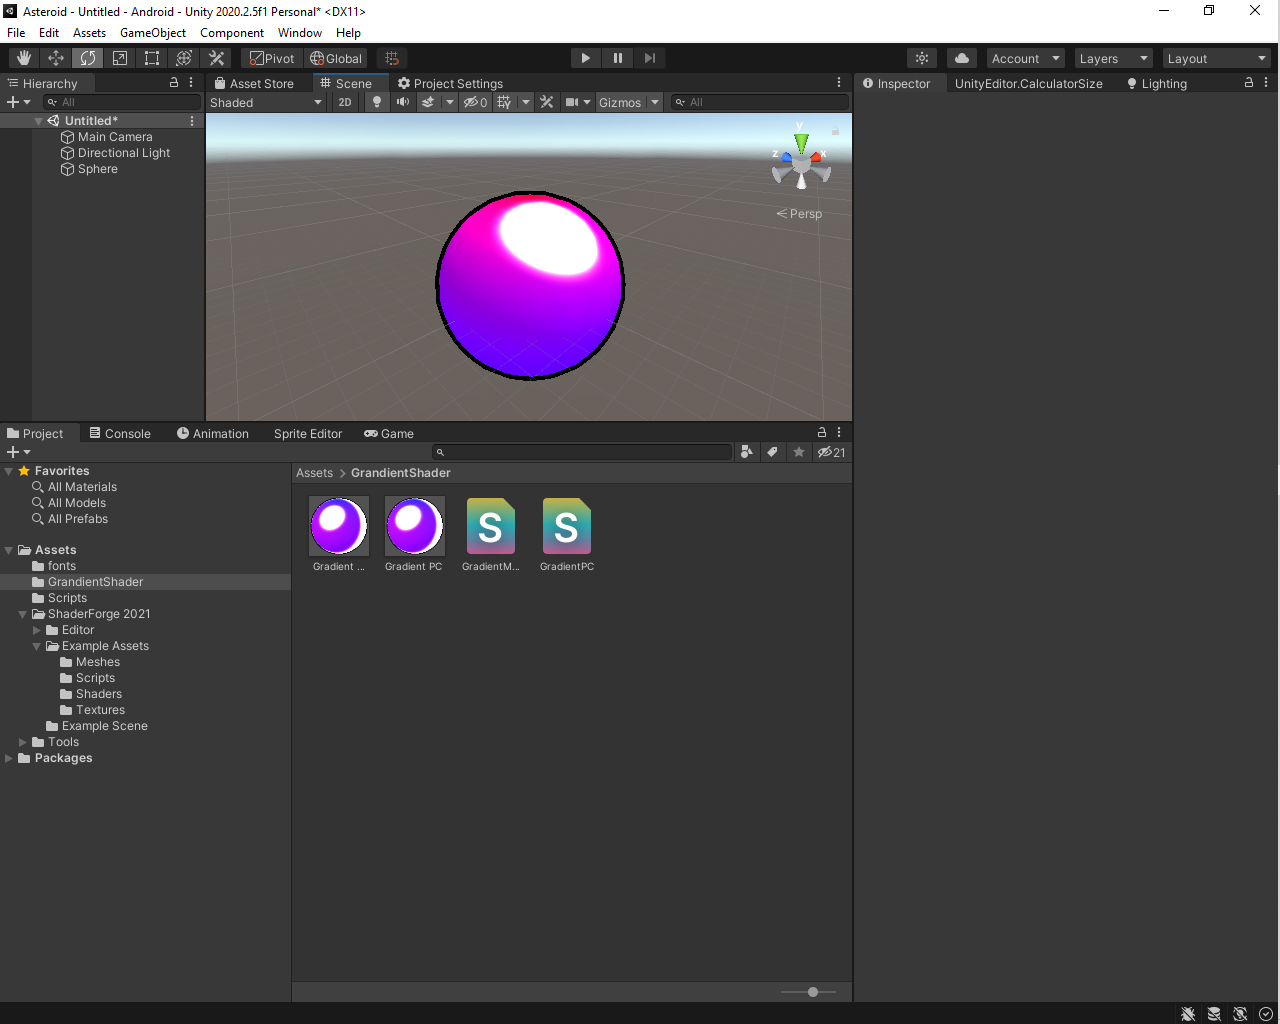 Asteroid - Untitled - Android - Unity 2020.2.5f1 Personal* <DX11>
File Edit Assets GameObject Component Window Help
Pivot Global Account Layers Layout
Hierarchy Asset Store Scene Project Settings Inspector UnityEditor.CalculatorSize Lighting
All Shaded 2D 0 Gizmos All
Untitled*
Main Camera
Directional Light
Sphere
y
z x
Persp
Project Console Animation Sprite Editor Game
21
Favorites
All Materials
All Models
All Prefabs
Assets
fonts
GrandientShader
Scripts
ShaderForge 2021
Editor
Example Assets
Meshes
Scripts
Shaders
Textures
Example Scene
Tools
Packages
Assets > GrandientShader
S S
Gradient ... Gradient PC GradientM... GradientPC